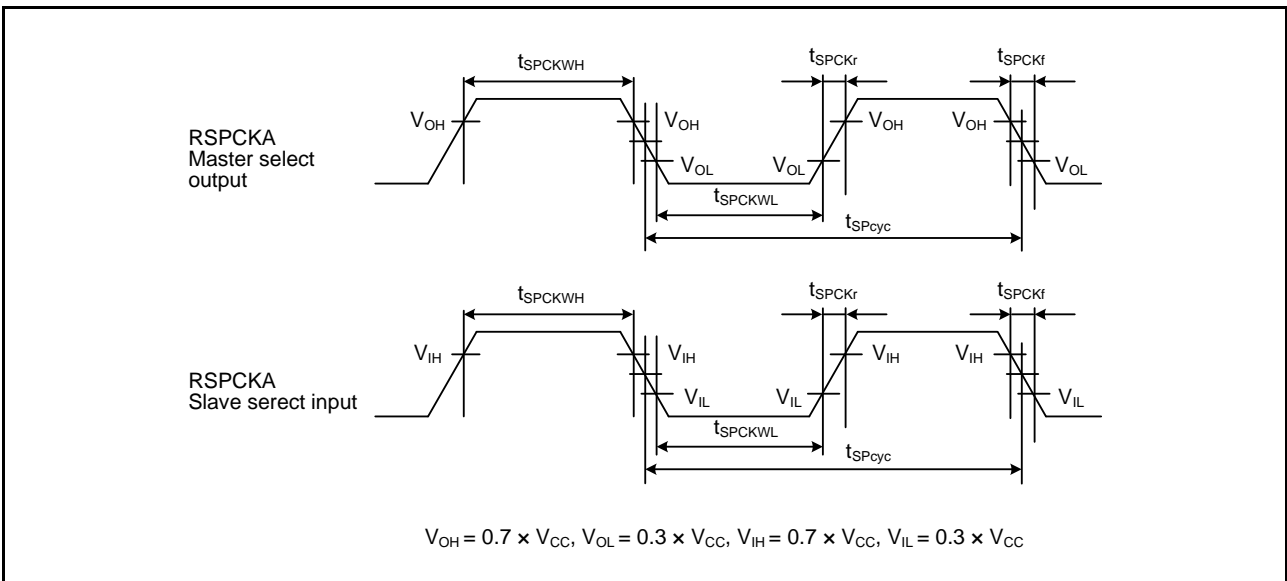 tSPCKWH
tSPCKr
tSPCKf
VOH
VOH
VOH
VOH
RSPCKA
Master select
output
VOL
VOL
VOL
tSPCKWL
tSPcyc
tSPCKWH
tSPCKr
tSPCKf
VIH
VIH
VIH
VIH
RSPCKA
Slave serect input
VIL
VIL
VIL
tSPCKWL
tSPcyc
VOH = 0.7 × VCC, VOL = 0.3 × VCC, VIH = 0.7 × VCC, VIL = 0.3 × VCC